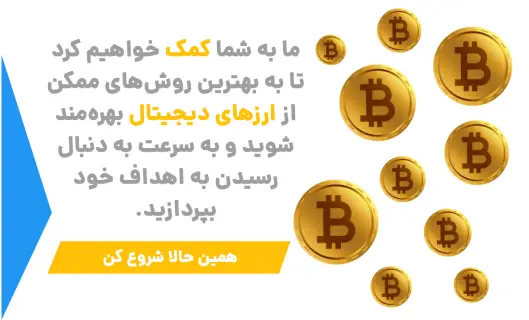 ما به شما کمک خواهیم کرد
تا به بهترین روش‌های ممکن
از ارزهای دیجیتال بهره‌مند
شوید و به سرعت به دنبال
رسیدن به اهداف خود
بپردازید.
همین حالا شروع کن